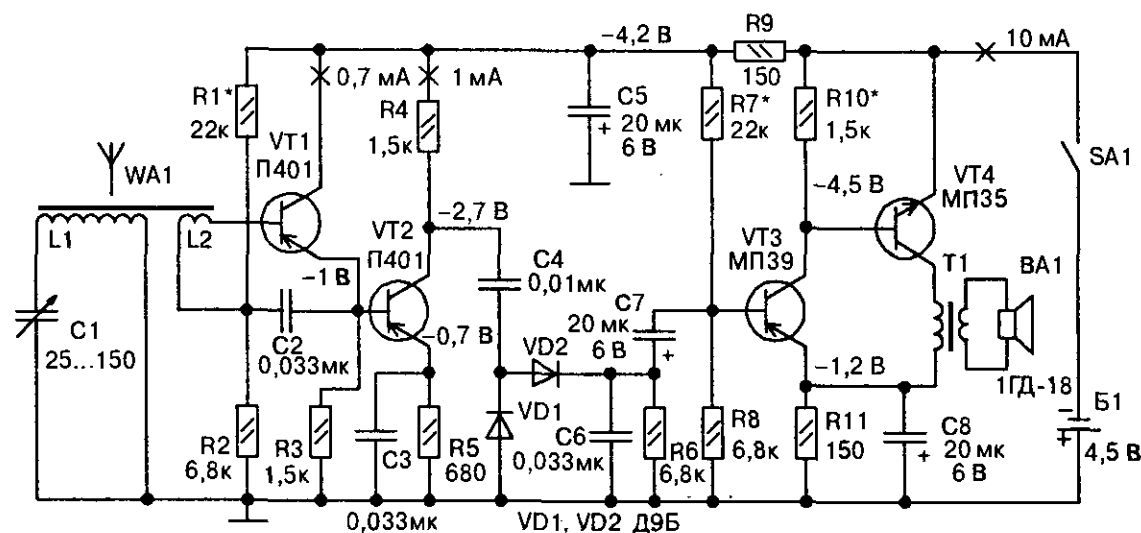 −4,2 В
R9
150
10 мА
0,7 мА
1 мА
R1*
22к
VT1
П401
R4
1,5к
C5
20 мк
6 В
+
R7*
22к
R10*
1,5к
SA1
WA1
VT4
МП35
−4,5 В
−2,7 В
L1
L2
VT2
П401
VT3
МП39
−1 В
C4
0,01мк
T1
BA1
C1
25...150
C2
0,033мк
−0,7 В
VD2
C7
20 мк
6 В
+
−1,2 В
1ГД-18
VD1
Б1
−
+
4,5 В
R2
6,8к
R3
1,5к
C3
0,033мк
R5
680
C6
0,033мк
R6
6,8к
R8
6,8к
R11
150
C8
20 мк
6 В
+
VD1, VD2 Д9Б